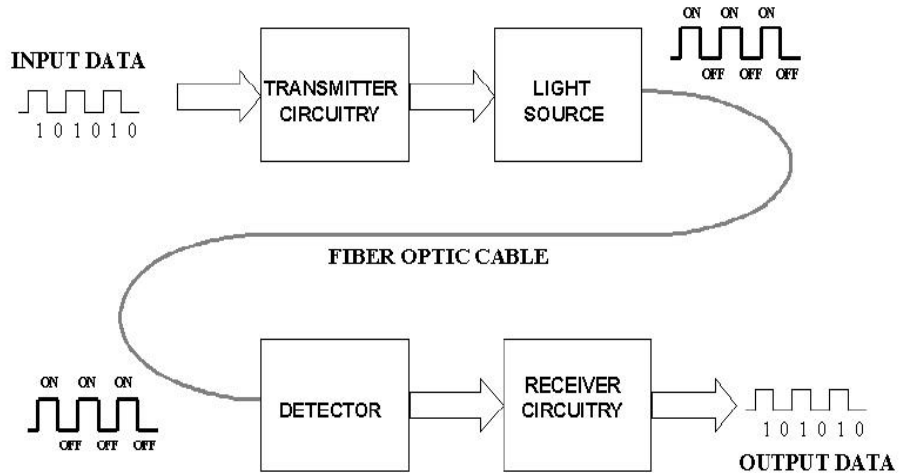 ON ON ON
OFF OFF OFF
INPUT DATA
1 0 1 0 1 0
TRANSMITTER
CIRCUITRY
LIGHT
SOURCE
FIBER OPTIC CABLE
ON ON ON
OFF OFF OFF
DETECTOR
RECEIVER
CIRCUITRY
1 0 1 0 1 0
OUTPUT DATA